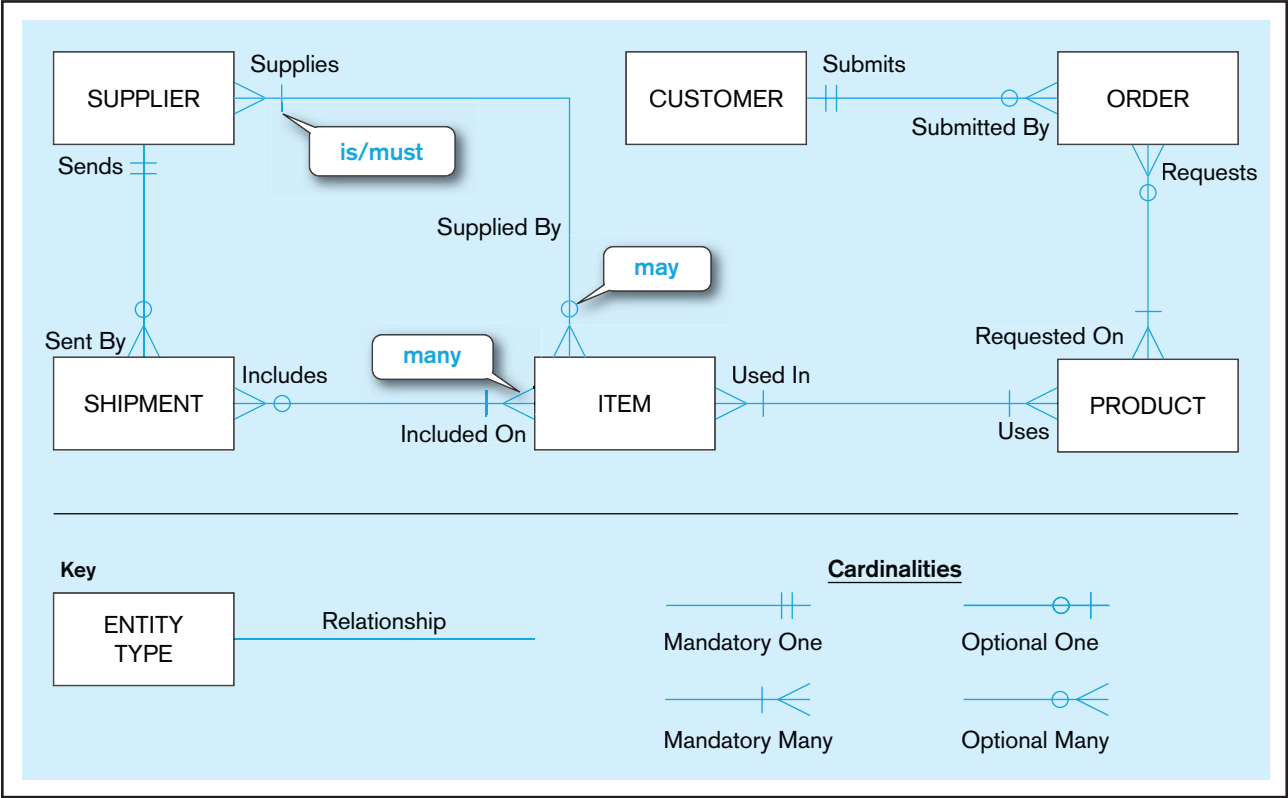 Supplies
Submits
SUPPLIER
CUSTOMER
ORDER
Submitted By
is/must
Sends
Requests
Supplied By
may
Sent By
Requested On
many
Includes
Used In
SHIPMENT
ITEM
PRODUCT
Included On
Uses
Key
Cardinalities
ENTITY
TYPE
Relationship
Mandatory One
Optional One
Mandatory Many
Optional Many